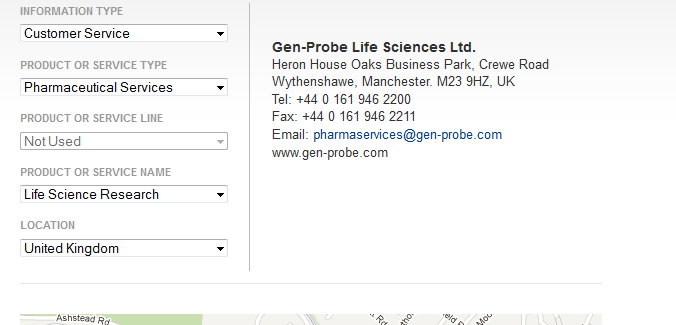 INFORMATION TYPE
Customer Service
PRODUCT OR SERVICE TYPE
Pharmaceutical Services
PRODUCT OR SERVICE LINE
Not Used
PRODUCT OR SERVICE NAME
Life Science Research
LOCATION
United Kingdom
Gen-Probe Life Sciences Ltd.
Heron House Oaks Business Park, Crewe Road
Wythenshawe, Manchester. M23 9HZ, UK
Tel: +44 0 161 946 2200
Fax: +44 0 161 946 2211
Email: pharmaservices@gen-probe.com
www.gen-probe.com
Ashstead Rd